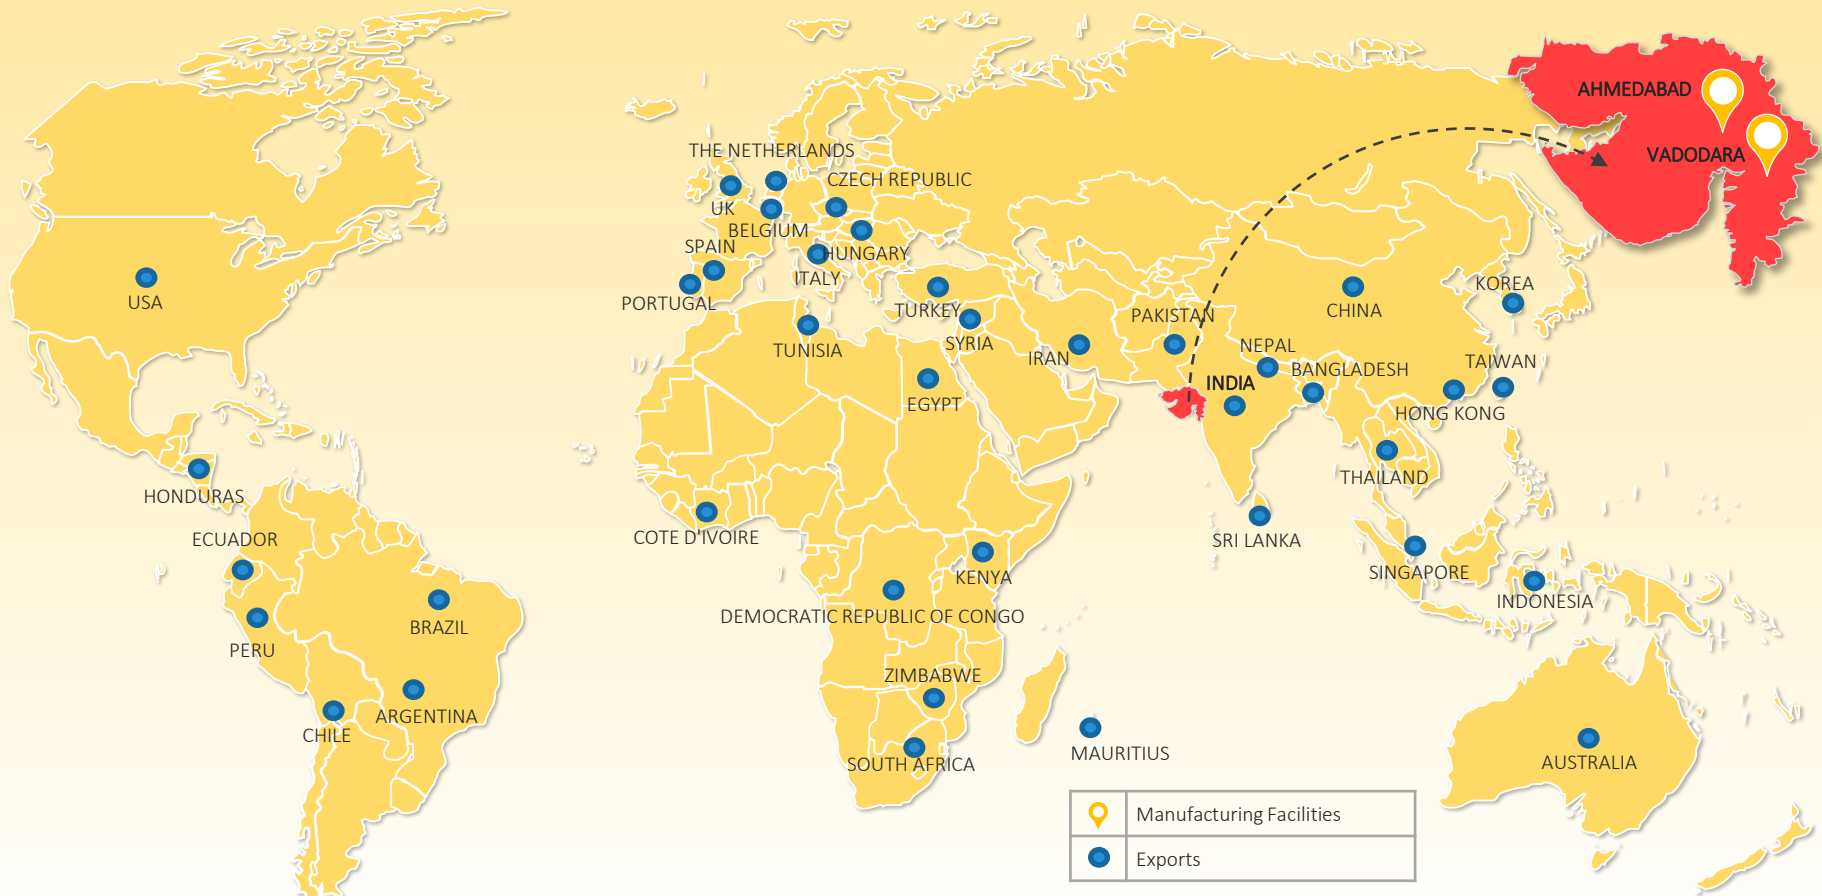 AHMEDABAD
VADODARA
THE NETHERLANDS
CZECH REPUBLIC
UK
BELGIUM
SPAIN
HUNGARY
ITALY
PORTUGAL
USA
TURKEY
TUNISIA
SYRIA
IRAN
PAKISTAN
KOREA
CHINA
NEPAL
TAIWAN
BANGLADESH
INDIA
EGYPT
HONG KONG
THAILAND
HONDURAS
COTE D'IVOIRE
ECUADOR
SRI LANKA
KENYA
SINGAPORE
INDONESIA
DEMOCRATIC REPUBLIC OF CONGO
BRAZIL
PERU
ZIMBABWE
ARGENTINA
CHILE
MAURITIUS
SOUTH AFRICA
AUSTRALIA
Manufacturing Facilities
Exports